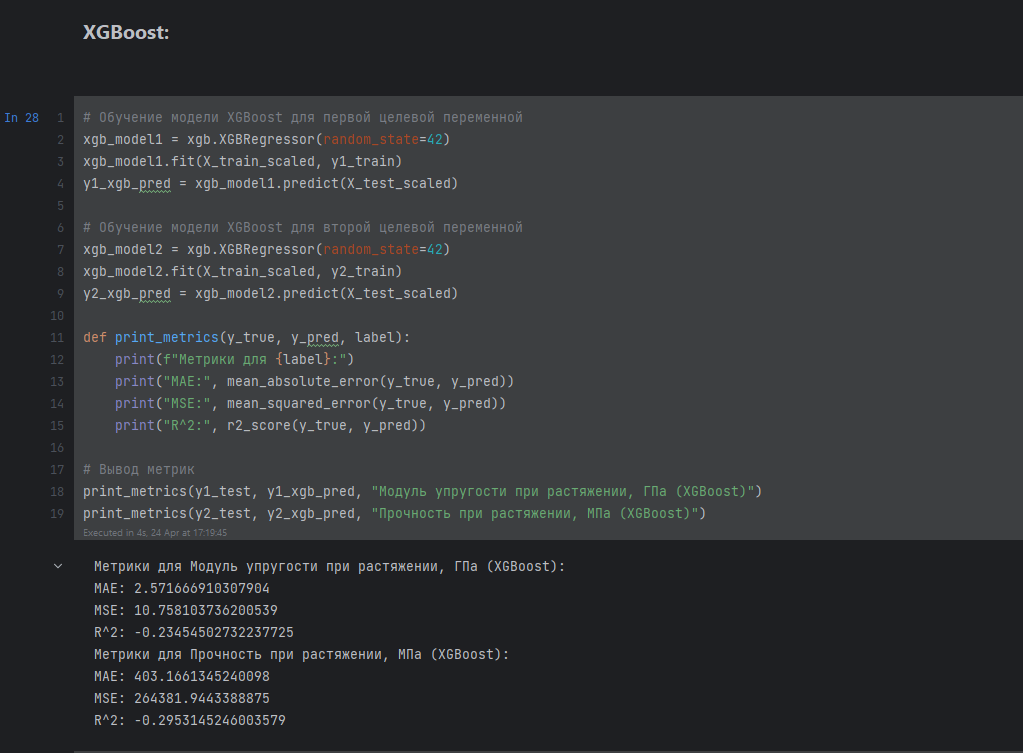 XGBoost:
In 28
1 # Обучение модели XGBoost для первой целевой переменной
2 xgb_model1 = xgb.XGBRegressor(random_state=42)
3 xgb_model1.fit(X_train_scaled, y1_train)
4 y1_xgb_pred = xgb_model1.predict(X_test_scaled)
5
6 # Обучение модели XGBoost для второй целевой переменной
7 xgb_model2 = xgb.XGBRegressor(random_state=42)
8 xgb_model2.fit(X_train_scaled, y2_train)
9 y2_xgb_pred = xgb_model2.predict(X_test_scaled)
10
11 def print_metrics(y_true, y_pred, label):
12     print(f"Метрики для {label}:")
13     print("MAE:", mean_absolute_error(y_true, y_pred))
14     print("MSE:", mean_squared_error(y_true, y_pred))
15     print("R^2:", r2_score(y_true, y_pred))
16
17 # Вывод метрик
18 print_metrics(y1_test, y1_xgb_pred, "Модуль упругости при растяжении, ГПа (XGBoost)")
19 print_metrics(y2_test, y2_xgb_pred, "Прочность при растяжении, МПа (XGBoost)")
Executed in 4s, 24 Apr at 17:19:45
Метрики для Модуль упругости при растяжении, ГПа (XGBoost):
MAE: 2.571666910307904
MSE: 10.758103736200539
R^2: -0.23454502732237725
Метрики для Прочность при растяжении, МПа (XGBoost):
MAE: 403.1661345240098
MSE: 264381.9443388875
R^2: -0.2953145246003579